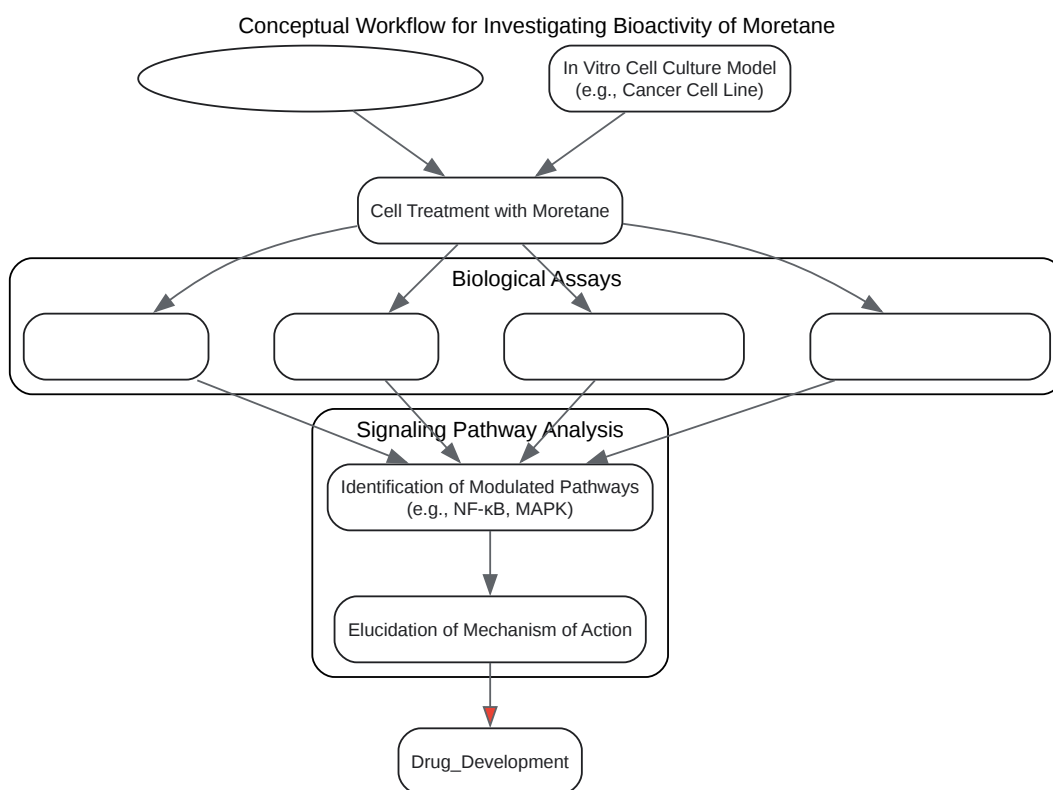 Conceptual Workflow for Investigating Bioactivity of Moretane
In Vitro Cell Culture Model
(e.g., Cancer Cell Line)
Cell Treatment with Moretane
Biological Assays
Signaling Pathway Analysis
Identification of Modulated Pathways
(e.g., NF-κB, MAPK)
Elucidation of Mechanism of Action
Drug_Development